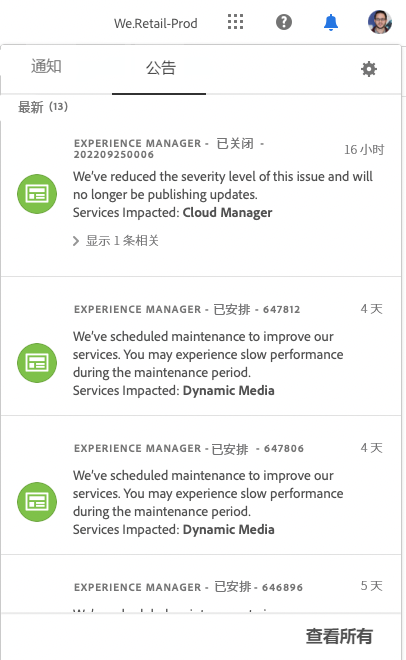 We.Retail-Prod
通知
公告
最新 (13)
EXPERIENCE MANAGER - 已关闭 -
202209250006
16 小时
We've reduced the severity level of this issue and will
no longer be publishing updates.
Services Impacted: Cloud Manager
显示 1 条相关
EXPERIENCE MANAGER - 已安排 - 647812
4 天
We've scheduled maintenance to improve our
services. You may experience slow performance
during the maintenance period.
Services Impacted: Dynamic Media
EXPERIENCE MANAGER - 已安排 - 647806
4 天
We've scheduled maintenance to improve our
services. You may experience slow performance
during the maintenance period.
Services Impacted: Dynamic Media
EXPERIENCE MANAGER - 已安排 - 646896
5 天
查看所有